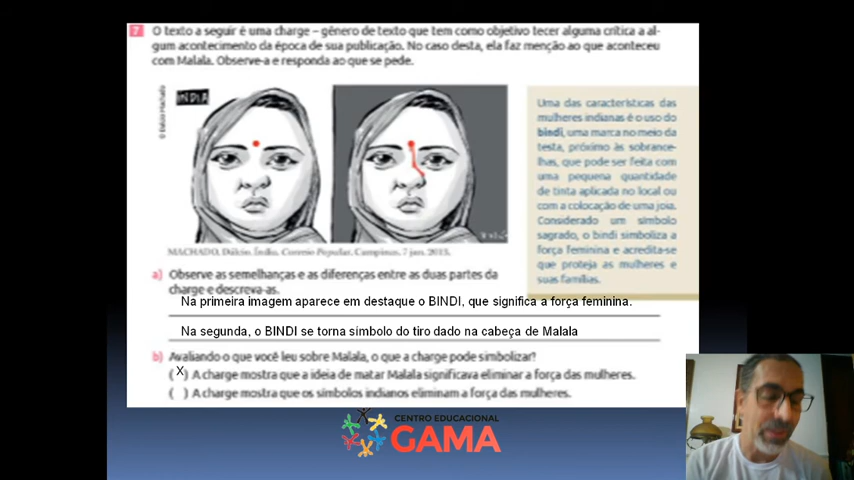 7 O texto a seguir é uma charge – gênero de texto que tem como objetivo tecer alguma crítica a al-
gum acontecimento da época de sua publicação. No caso desta, ela faz menção ao que aconteceu
com Malala. Observe-a e responda ao que se pede.
© Dálcio Machado
ÍNDIA
Uma das características das
mulheres indianas é o uso do
bindi, uma marca no meio da
testa, próximo às sobrance-
lhas, que pode ser feita com
uma pequena quantidade
de tinta aplicada no local ou
com a colocação de uma joia.
Considerado um símbolo
sagrado, o bindi simboliza a
força feminina e acredita-se
que proteja as mulheres e
suas famílias.
MACHADO, Dálcio. Índia. Correio Popular, Campinas, 7 jan. 2013.
a) Observe as semelhanças e as diferenças entre as duas partes da
charge e descreva-as.
Na primeira imagem aparece em destaque o BINDI, que significa a força feminina.
Na segunda, o BINDI se torna símbolo do tiro dado na cabeça de Malala
b) Avaliando o que você leu sobre Malala, o que a charge pode simbolizar?
(X) A charge mostra que a ideia de matar Malala significava eliminar a força das mulheres.
( ) A charge mostra que os símbolos indianos eliminam a força das mulheres.
CENTRO EDUCACIONAL
GAMA